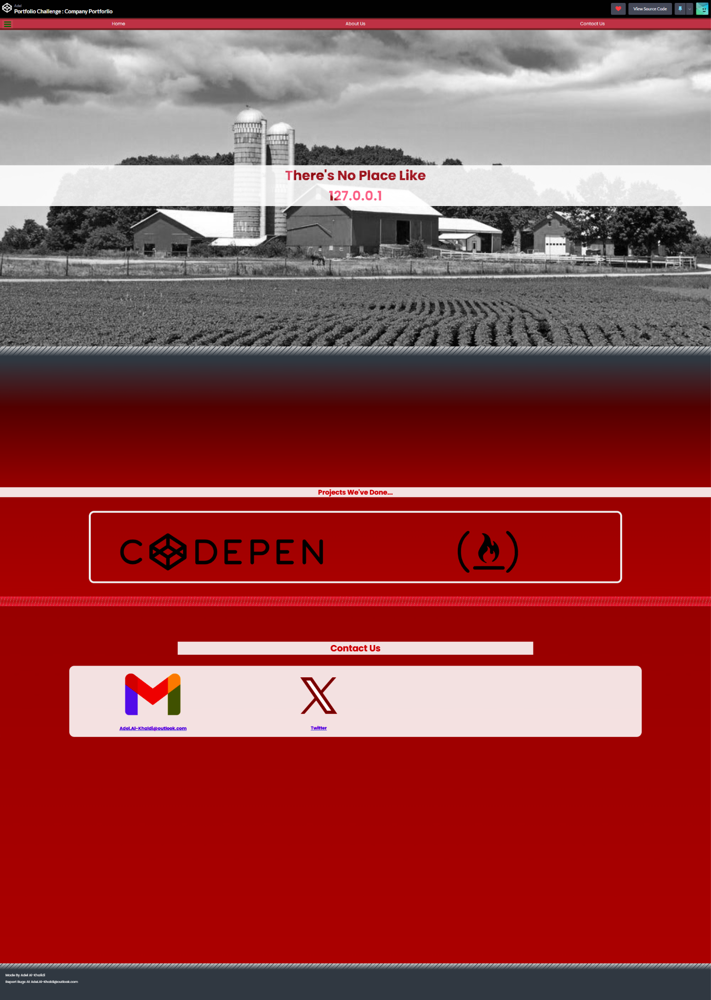 Adel
Portfolio Challenge : Company Portforlio
View Source Code
Home
About Us
Contact Us
There's No Place Like
127.0.0.1
Projects We've Done...
CODEPEN
Contact Us
Adel.Al-Khaldi@outlook.com
Twitter
Made By Adel Al-Khalidi
Report Bugs At Adel.Al-Khaldi@outlook.com